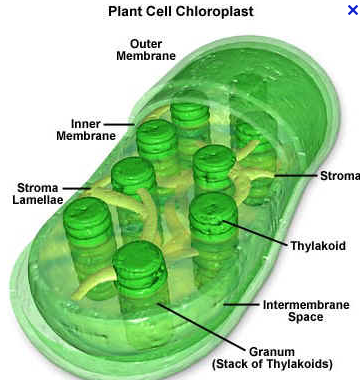 Plant Cell Chloroplast
Outer
Membrane
Inner
Membrane
Stroma
Stroma
Lamellae
Thylakoid
Intermembrane
Space
Granum
(Stack of Thylakoids)